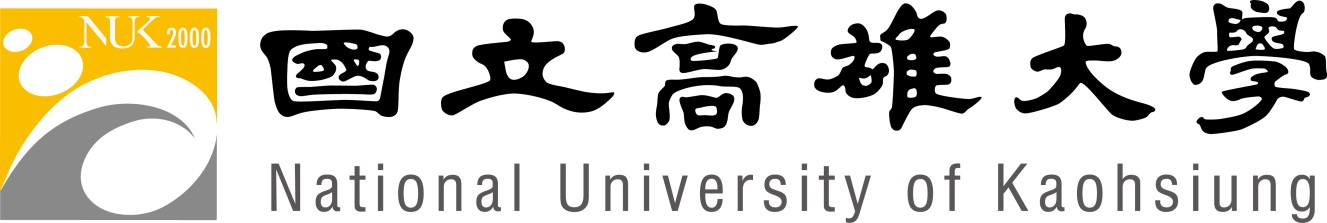 NUK 2000
國立高雄大學
National University of Kaohsiung